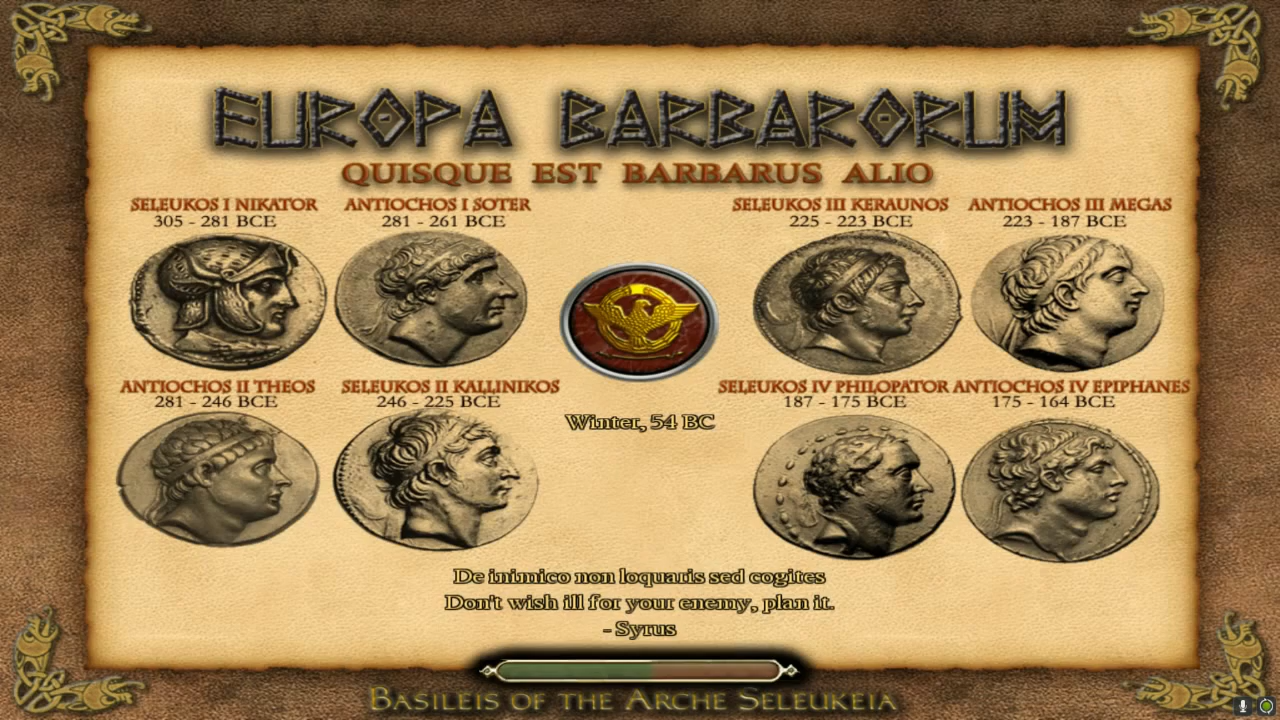 EUROPA BARBARORUM
QUISQUE EST BARBARUS ALIO
SELEUKOS I NIKATOR
305 - 281 BCE
ANTIOCHOS I SOTER
281 - 261 BCE
SELEUKOS III KERAUNOS
225 - 223 BCE
ANTIOCHOS III MEGAS
223 - 187 BCE
ANTIOCHOS II THEOS
281 - 246 BCE
SELEUKOS II KALLINIKOS
246 - 225 BCE
SELEUKOS IV PHILOPATOR
187 - 175 BCE
ANTIOCHOS IV EPIPHANES
175 - 164 BCE
Winter, 54 BC
De inimico non loquaris sed cogites
Don't wish ill for your enemy, plan it.
- Syrus
BASILEIS OF THE ARCHE SELEUKEIA